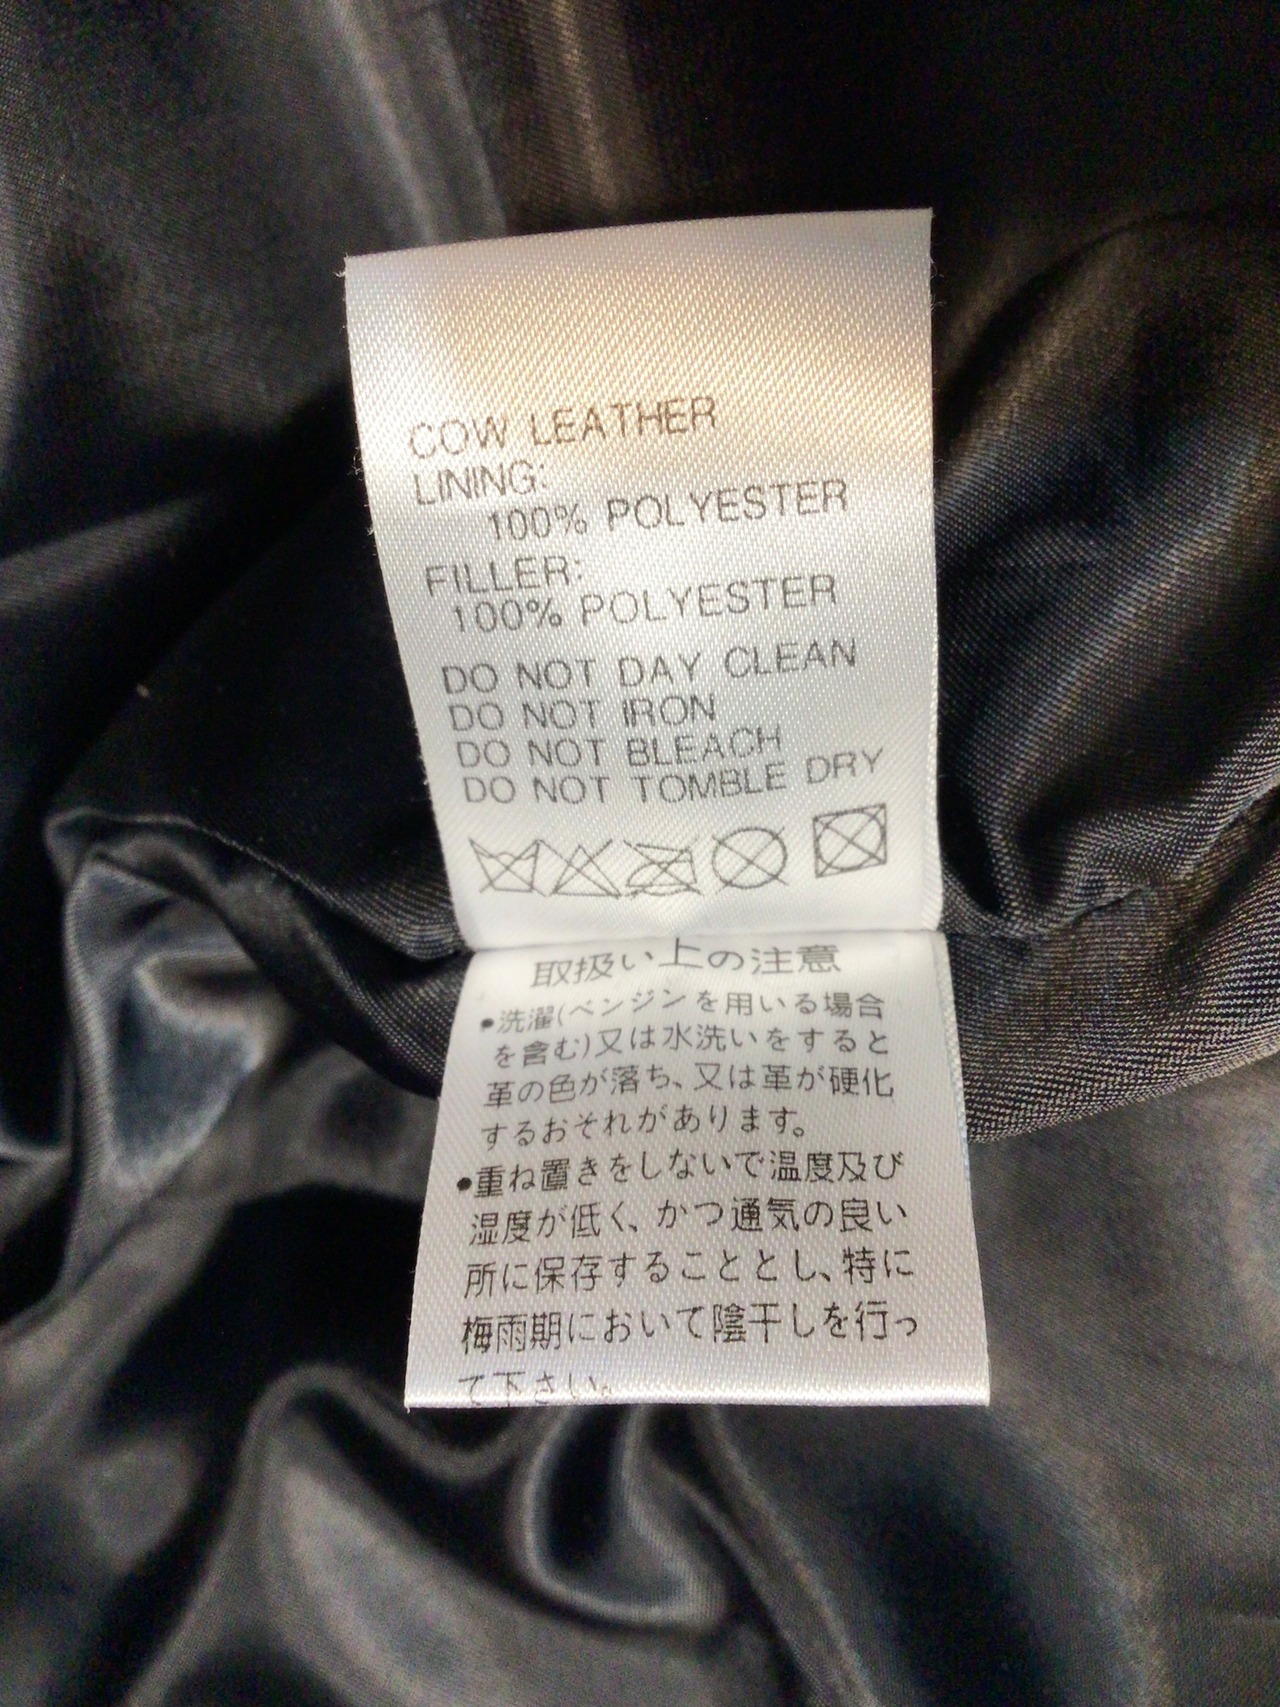 COW LEATHER
LINING:
100% POLYESTER
FILLER:
100% POLYESTER
DO NOT DAY CLEAN
DO NOT IRON
DO NOT BLEACH
DO NOT TOMBLE DRY
取扱い上の注意
•洗濯(ベンジンを用いる場合
を含む)又は水洗いをすると
革の色が落ち、又は革が硬化
するおそれがあります。
•重ね置きをしないで温度及び
湿度が低く、かつ通気の良い
所に保存することとし、特に
梅雨期において陰干しを行っ
て下さい。